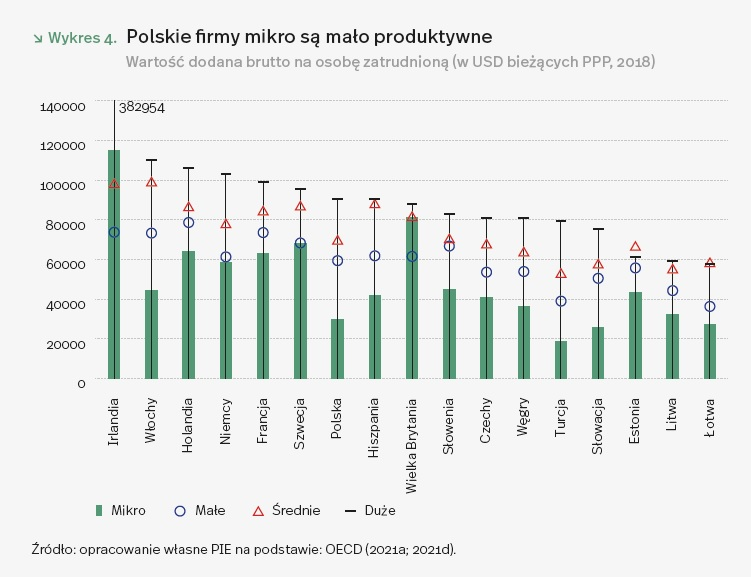 ↘ Wykres 4. Polskie firmy mikro są mało produktywne
Wartość dodana brutto na osobę zatrudnioną (w USD bieżących PPP, 2018)
140000
382954
120000
100000
80000
60000
40000
20000
0
Irlandia
Włochy
Holandia
Niemcy
Francja
Szwecja
Polska
Hiszpania
Wielka Brytania
Słowenia
Czechy
Węgry
Turcja
Słowacja
Estonia
Litwa
Łotwa
Mikro Małe Średnie Duże
Źródło: opracowanie własne PIE na podstawie: OECD (2021a; 2021d).